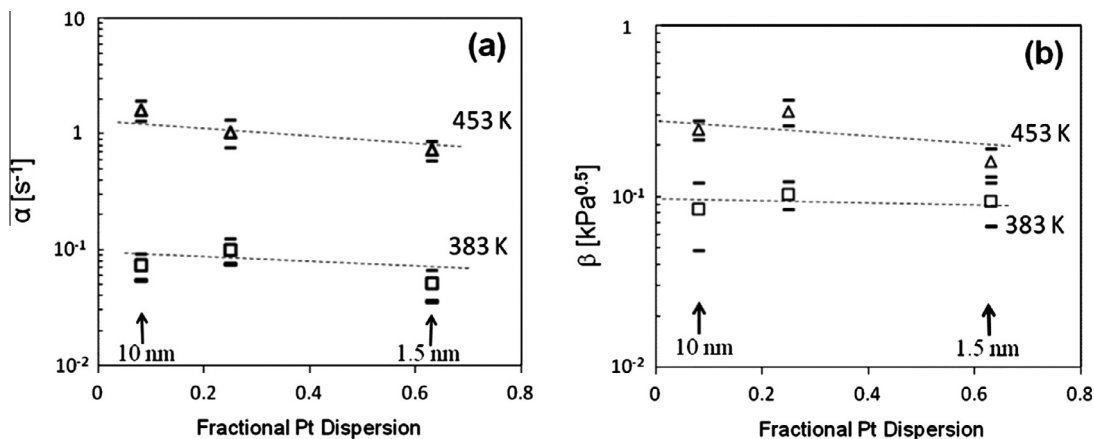 (a)
α [s⁻¹]
10
1
10⁻¹
10⁻²
453 K
383 K
10 nm
1.5 nm
0 0.2 0.4 0.6 0.8
Fractional Pt Dispersion
(b)
β [kPa⁰·⁵]
1
10⁻¹
10⁻²
453 K
383 K
10 nm
1.5 nm
0 0.2 0.4 0.6 0.8
Fractional Pt Dispersion